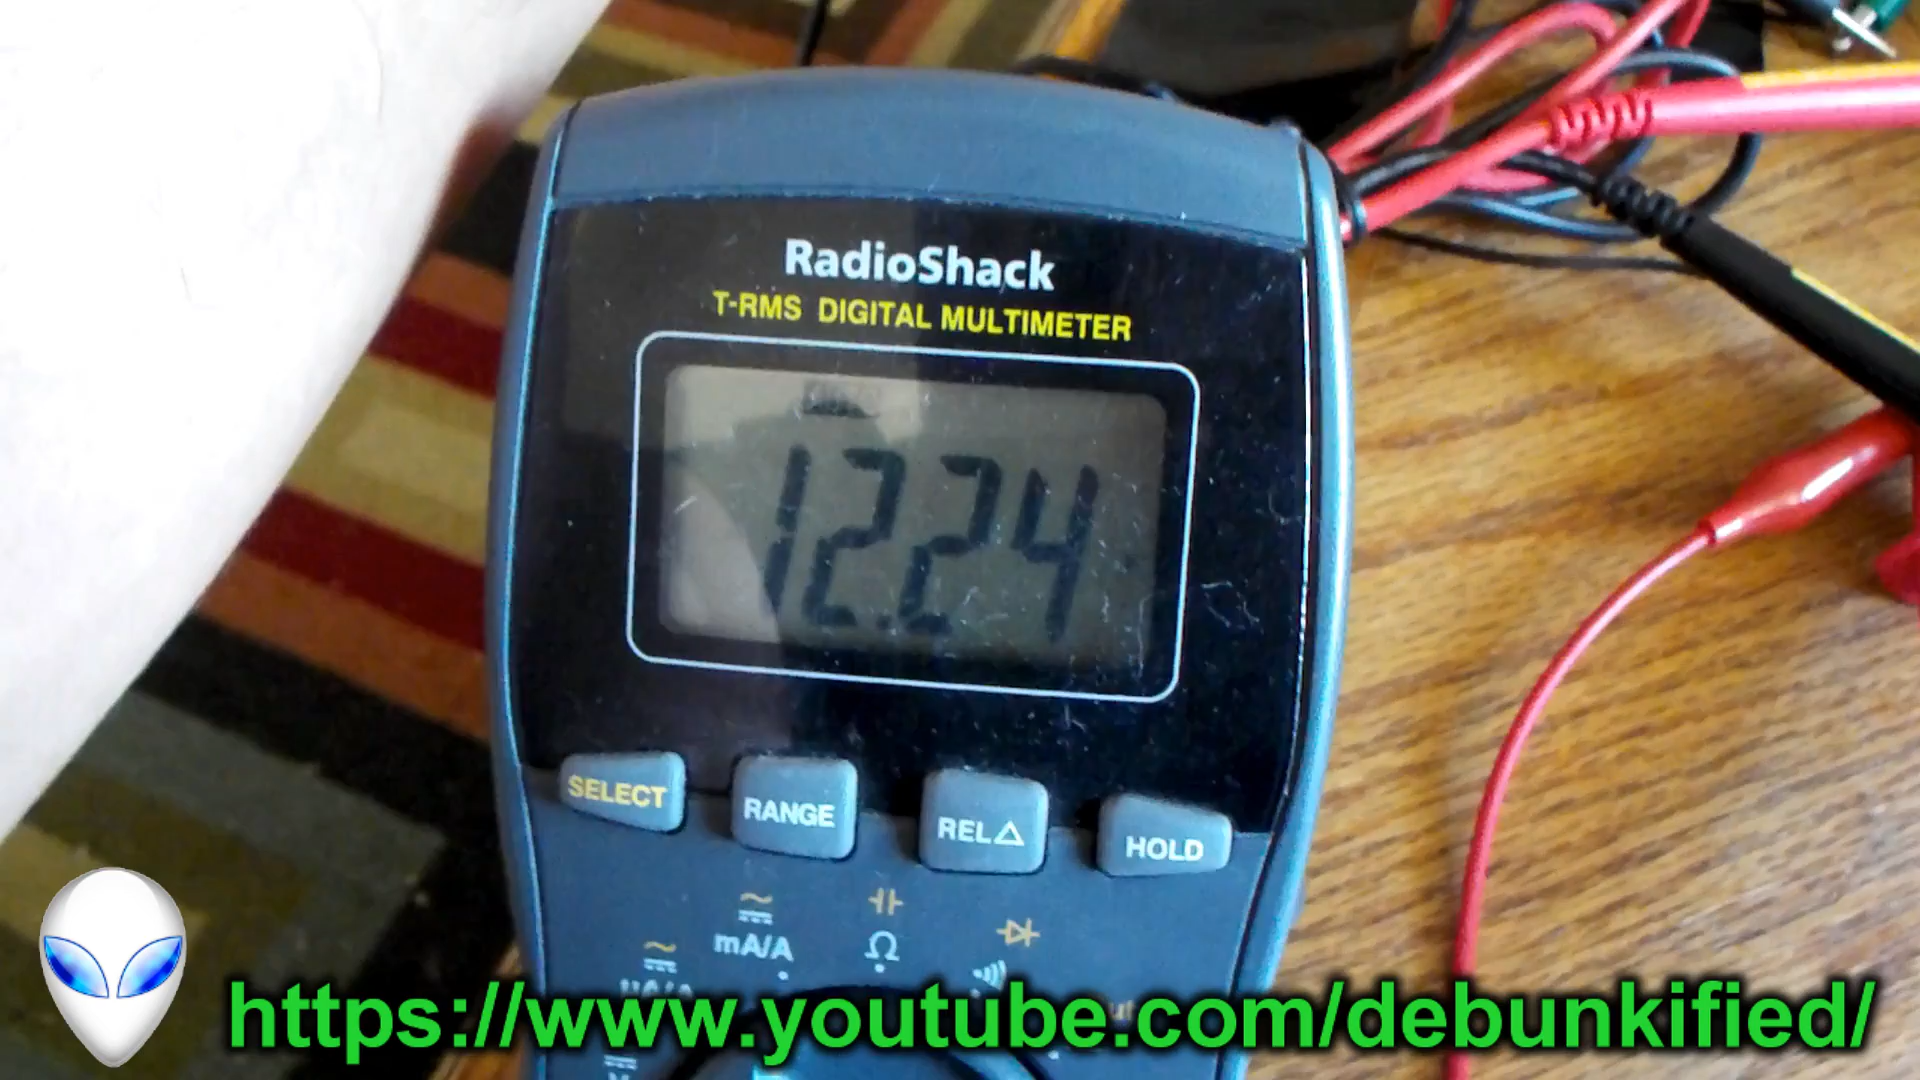 RadioShack
T-RMS DIGITAL MULTIMETER
12.24
SELECT
RANGE
REL△
HOLD
mA/A
Ω
https://www.youtube.com/debunkified/